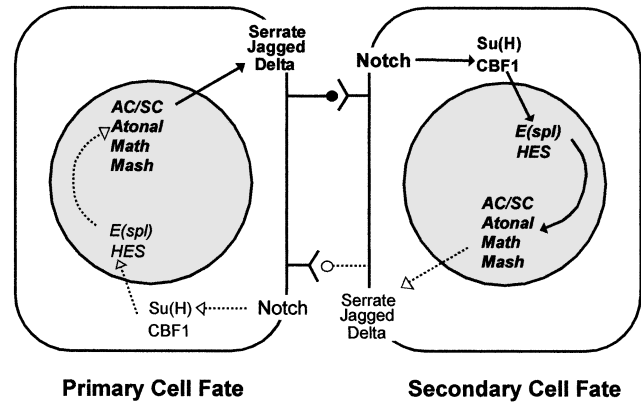 Serrate
Jagged
Delta
AC/SC
Atonal
Math
Mash
E(spl)
HES
Su(H)
CBF1
Notch
Primary Cell Fate
Notch
Su(H)
CBF1
E(spl)
HES
AC/SC
Atonal
Math
Mash
Serrate
Jagged
Delta
Secondary Cell Fate